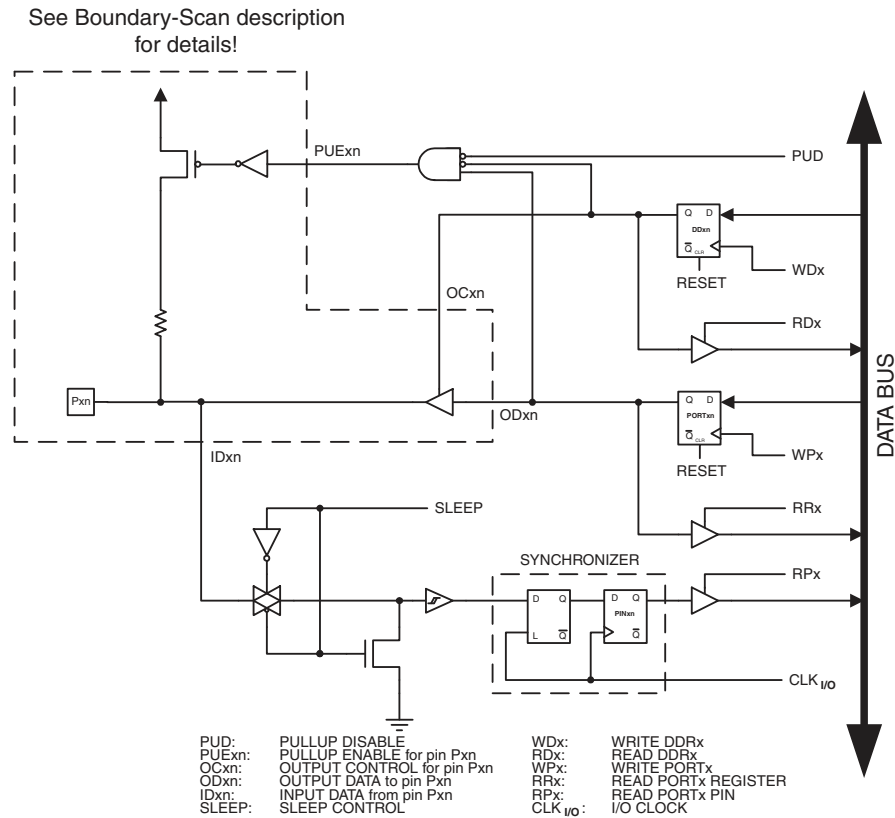 See Boundary-Scan description
for details!
PUExn
PUD
Q D
DDxn
Q CLR
WDx
RESET
OCxn
RDx
Pxn
ODxn
Q D
PORTxn
Q CLR
WPx
RESET
IDxn
DATA BUS
SLEEP
RRx
SYNCHRONIZER
RPx
D Q
L Q
D Q
PINxn
Q
CLK I/O
PUD: PULLUP DISABLE
PUExn: PULLUP ENABLE for pin Pxn
OCxn: OUTPUT CONTROL for pin Pxn
ODxn: OUTPUT DATA to pin Pxn
IDxn: INPUT DATA from pin Pxn
SLEEP: SLEEP CONTROL
WDx: WRITE DDRx
RDx: READ DDRx
WPx: WRITE PORTx
RRx: READ PORTx REGISTER
RPx: READ PORTx PIN
CLK I/O : I/O CLOCK